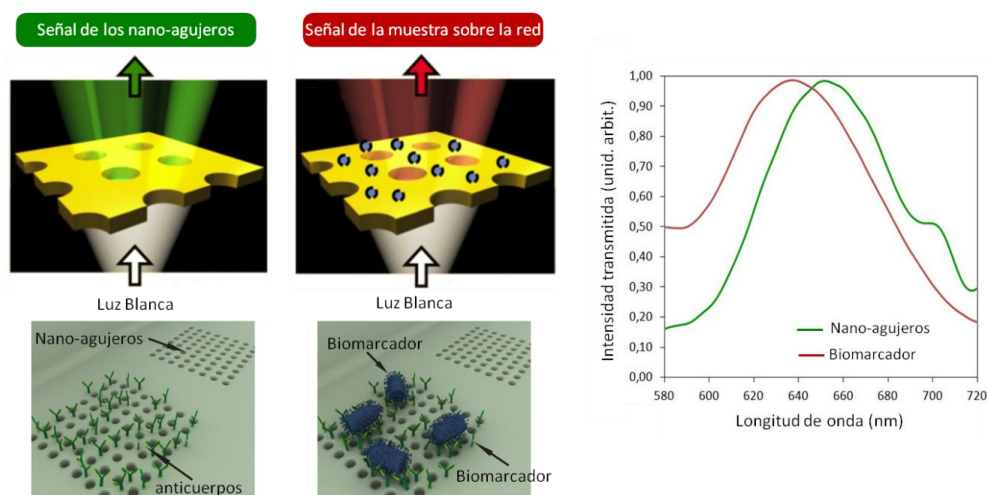 Señal de los nano-agujeros
Señal de la muestra sobre la red
Luz Blanca
Luz Blanca
Nano-agujeros
anticuerpos
Biomarcador
Biomarcador
Intensidad transmitida (unid. arbit.)
1,00
0,90
0,80
0,70
0,60
0,50
0,40
0,30
0,20
0,10
0,00
Nano-agujeros
Biomarcador
580
600
620
640
660
680
700
720
Longitud de onda (nm)